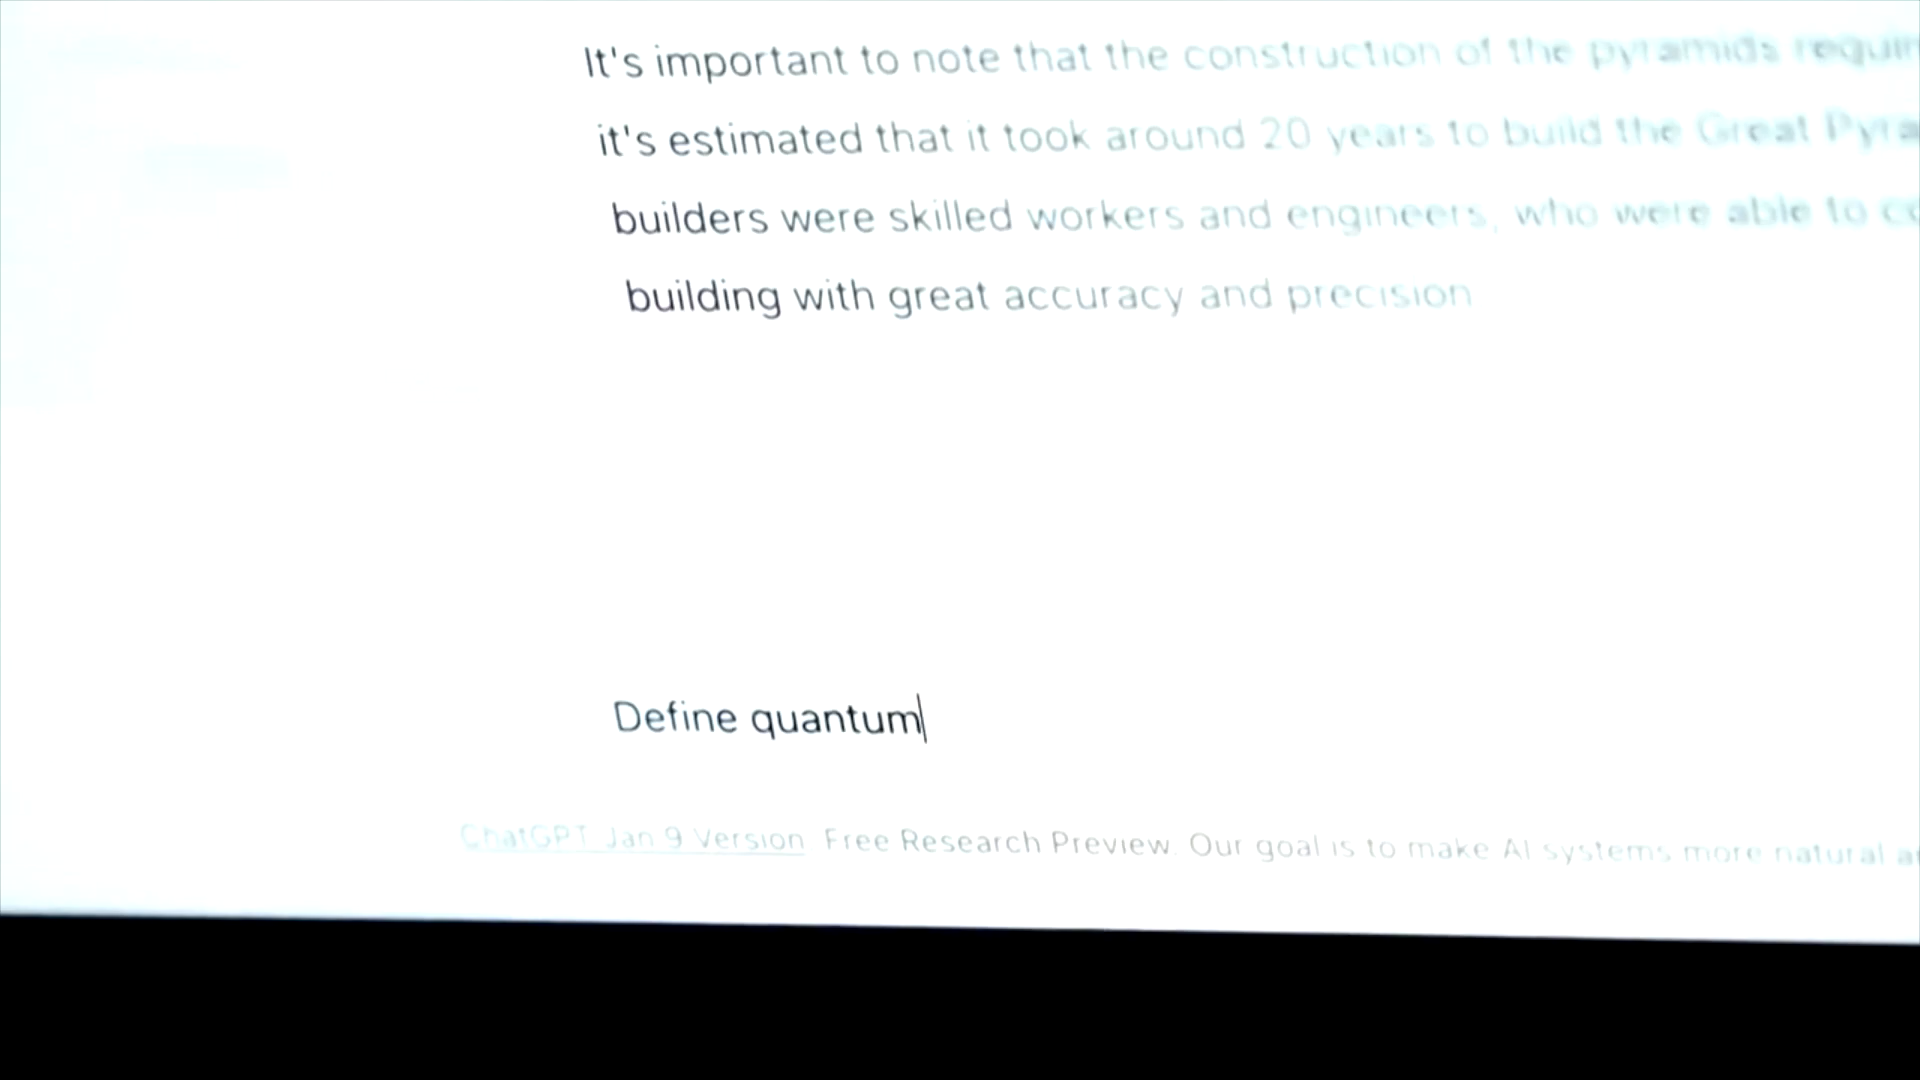 It's important to note that the construction of the pyramids
it's estimated that it took around 20 years to build the Great
builders were skilled workers and engineers, who were able to
building with great accuracy and precision
Define quantum
ChatGPT Jan 9 Version Free Research Preview. Our goal is to make AI systems more natural